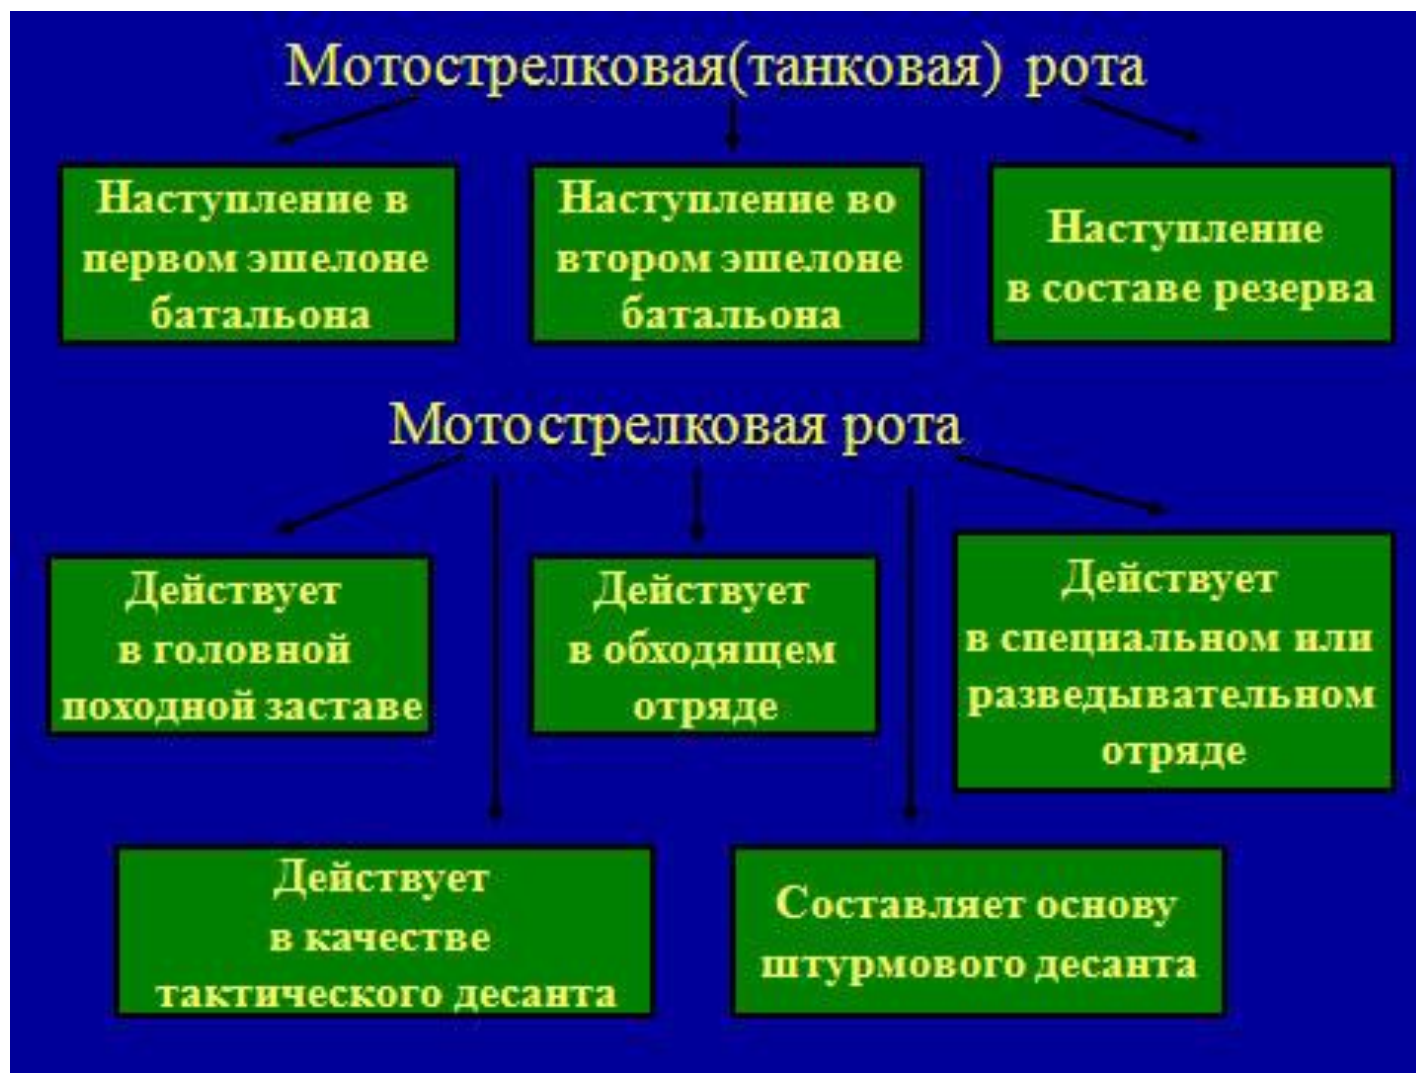 Мотострелковая(танковая) рота
Наступление в
первом эшелоне
батальона
Наступление во
втором эшелоне
батальона
Наступление
в составе резерва
Мотострелковая рота
Действует
в головной
походной заставе
Действует
в обходящем
отряде
Действует
в специальном или
разведывательном
отряде
Действует
в качестве
тактического десанта
Составляет основу
штурмового десанта